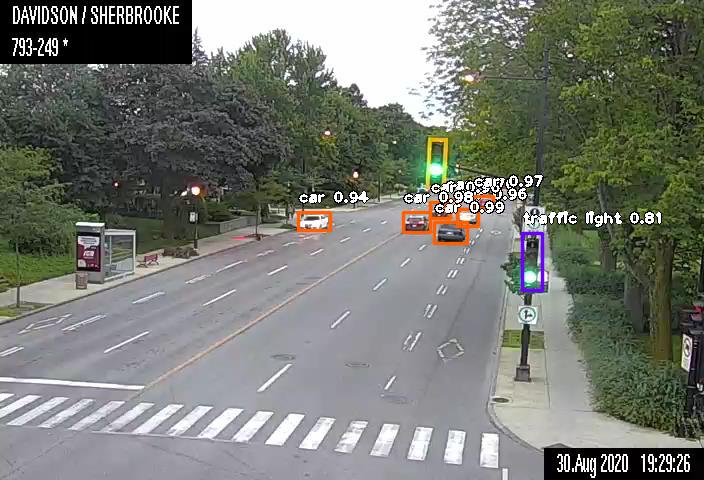 DAVIDSON / SHERBROOKE
793-249 *
car 0.97
car 0.94
car 0.98
0.96
car 0.99
traffic light 0.81
30.Aug 2020 19:29:26